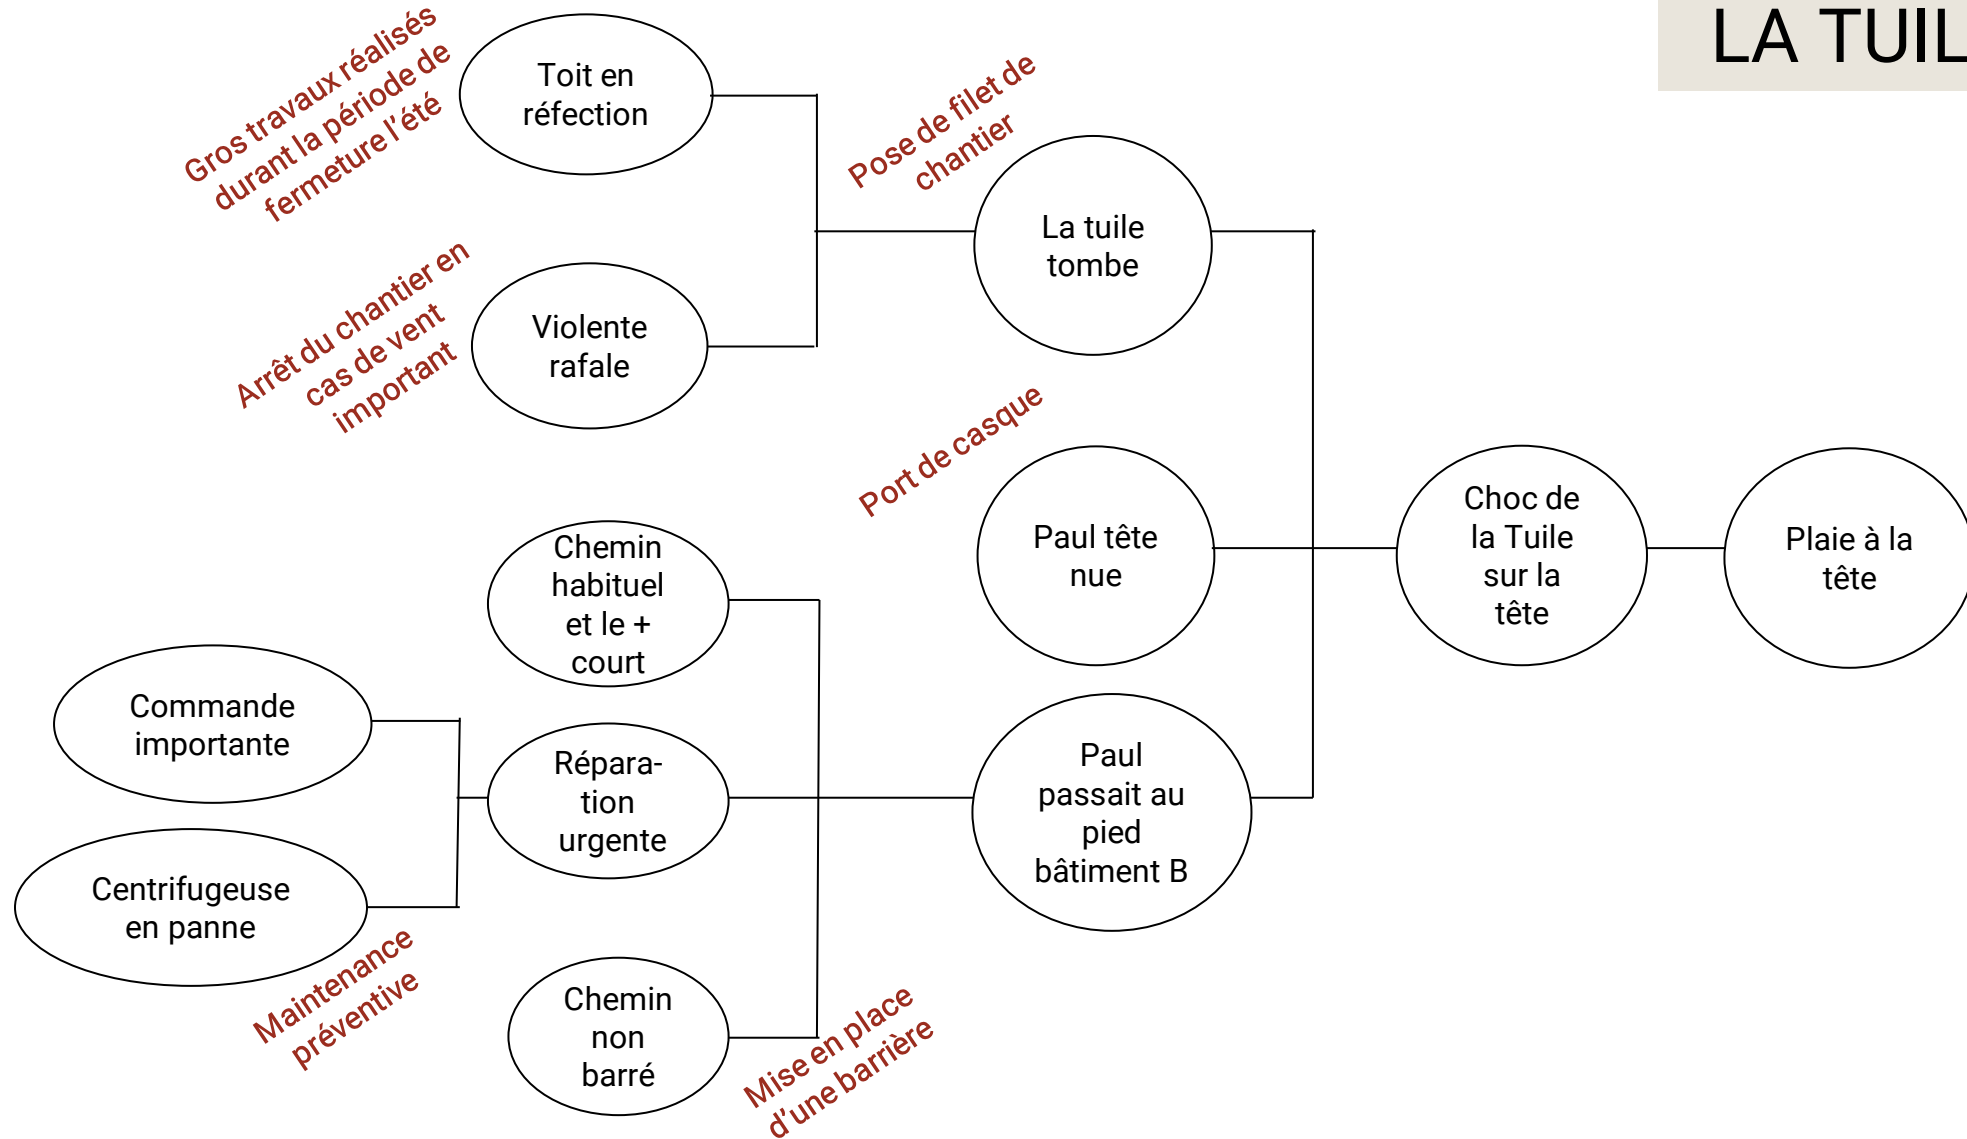 LA TUIL
Gros travaux réalisés
durant la période de
fermeture l'été
Toit en
réfection
Pose de filet de
chantier
La tuile
tombe
Arrêt du chantier en
cas de vent
important
Violente
rafale
Port de casque
Paul tête
nue
Choc de
la Tuile
sur la
tête
Plaie à la
tête
Chemin
habituel
et le +
court
Commande
importante
Répara-
tion
urgente
Paul
passait au
pied
bâtiment B
Centrifugeuse
en panne
Maintenance
préventive
Chemin
non
barré
Mise en place
d'une barrière